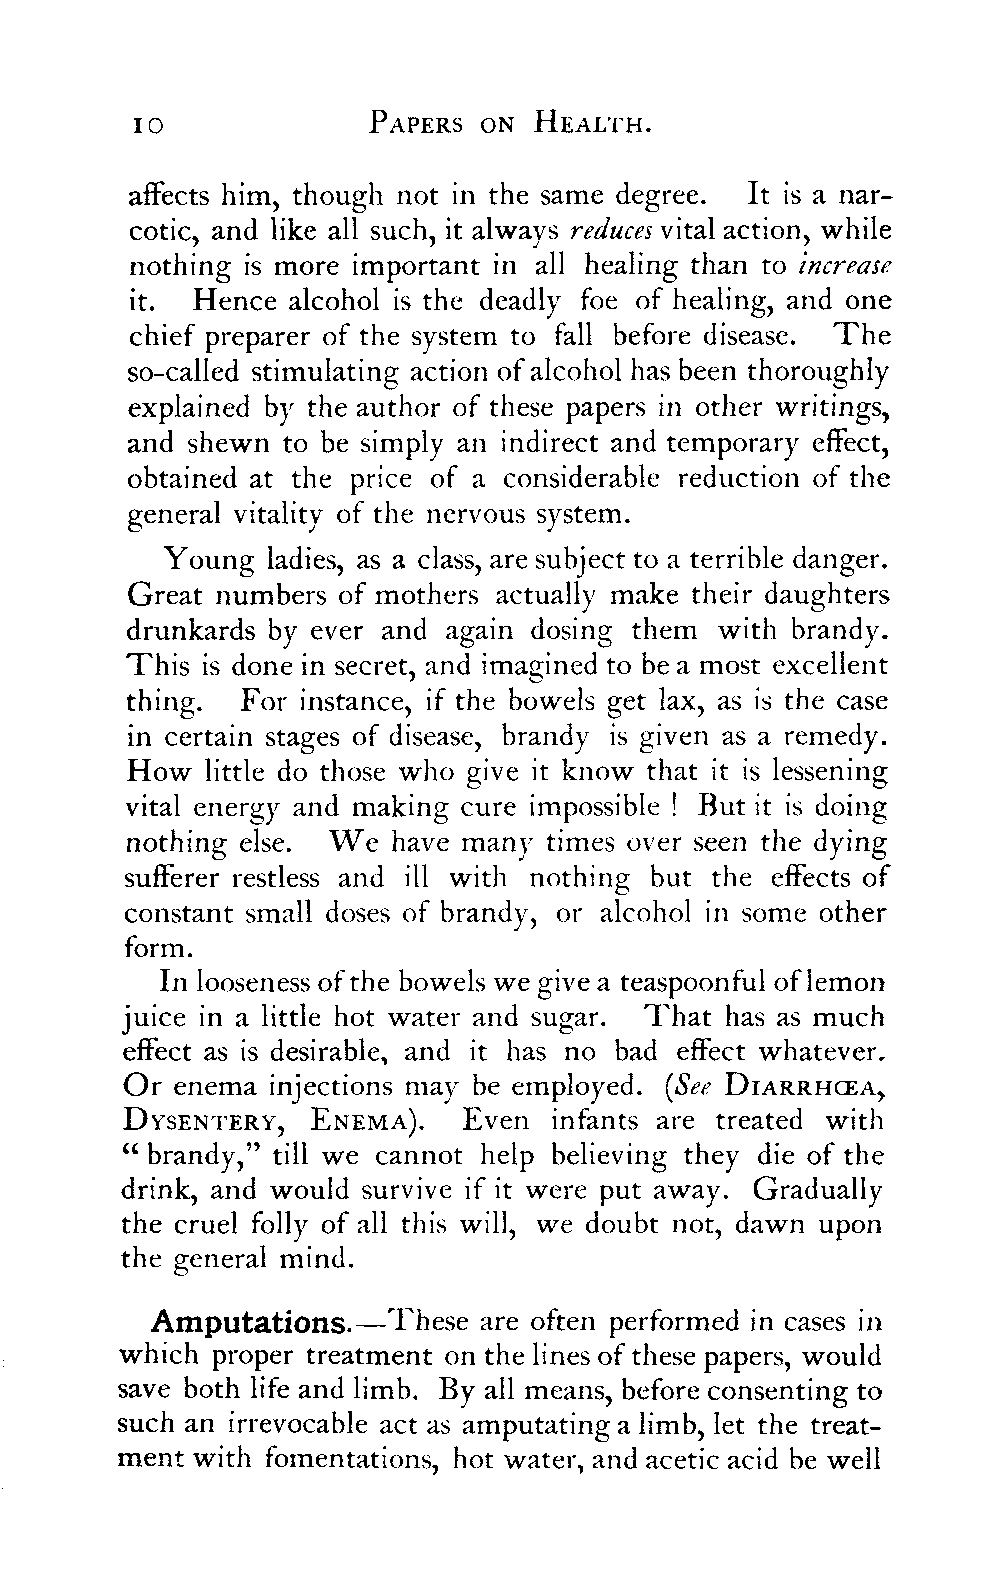 10 PAPERS ON HEALTH.
affects him, though not in the same degree. It is a nar-
cotic, and like all such, it always reduces vital action, while
nothing is more important in all healing than to increase
it. Hence alcohol is the deadly foe of healing, and one
chief preparer of the system to fall before disease. The
so-called stimulating action of alcohol has been thoroughly
explained by the author of these papers in other writings,
and shewn to be simply an indirect and temporary effect,
obtained at the price of a considerable reduction of the
general vitality of the nervous system.
Young ladies, as a class, are subject to a terrible danger.
Great numbers of mothers actually make their daughters
drunkards by ever and again dosing them with brandy.
This is done in secret, and imagined to be a most excellent
thing. For instance, if the bowels get lax, as is the case
in certain stages of disease, brandy is given as a remedy.
How little do those who give it know that it is lessening
vital energy and making cure impossible ! But it is doing
nothing else. We have many times over seen the dying
sufferer restless and ill with nothing but the effects of
constant small doses of brandy, or alcohol in some other
form.
In looseness of the bowels we give a teaspoonful of lemon
juice in a little hot water and sugar. That has as much
effect as is desirable, and it has no bad effect whatever.
Or enema injections may be employed. (See DIARRHŒA,
DYSENTERY, ENEMA). Even infants are treated with
“ brandy,” till we cannot help believing they die of the
drink, and would survive if it were put away. Gradually
the cruel folly of all this will, we doubt not, dawn upon
the general mind.
Amputations.—These are often performed in cases in
which proper treatment on the lines of these papers, would
save both life and limb. By all means, before consenting to
such an irrevocable act as amputating a limb, let the treat-
ment with fomentations, hot water, and acetic acid be well